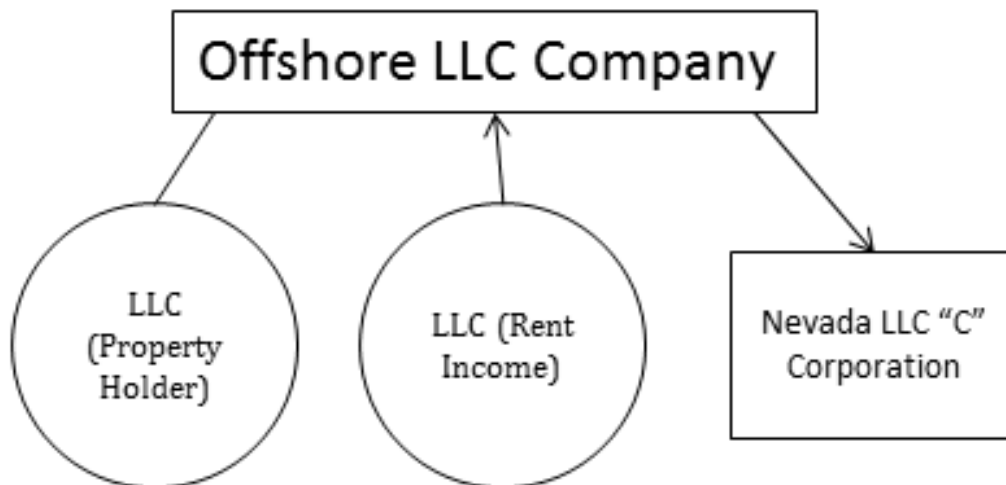 Offshore LLC Company
LLC
(Property
Holder)
LLC (Rent
Income)
Nevada LLC “C”
Corporation